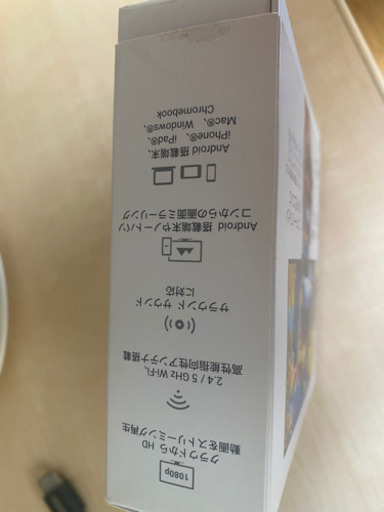 1080p
クラウドから HD
動画をストリーミング再生
2.4 / 5 GHz Wi-Fi、
高性能指向性アンテナ搭載
サラウンド サウンド
に対応
Android 搭載端末やノートパソ
コンからの画面ミラーリング
Android 搭載端末、
iPhone®、 iPad®、
Mac®、 Windows®、
Chromebook